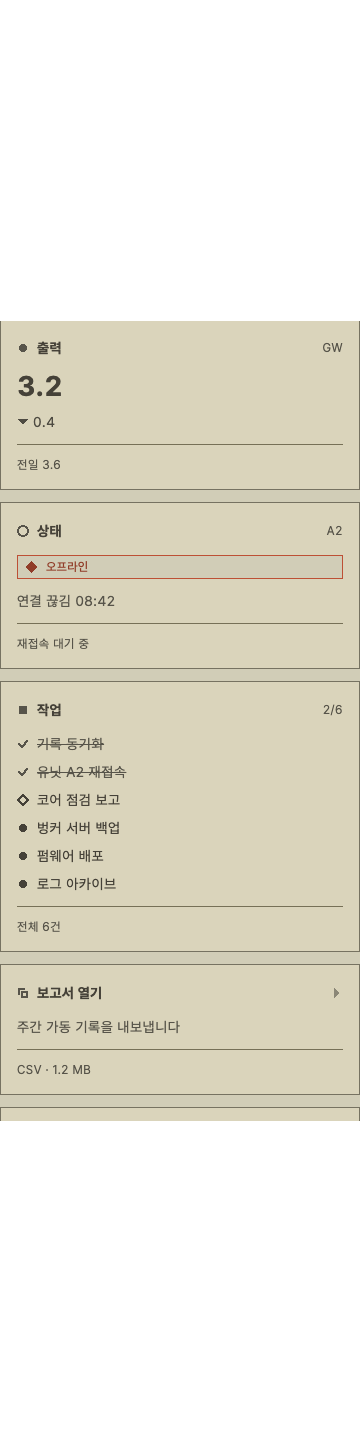 출력
GW
3.2
0.4
전일 3.6
상태
A2
오프라인
연결 끊김 08:42
재접속 대기 중
작업
2/6
기록 동기화
유닛 A2 재접속
코어 점검 보고
벙커 서버 백업
펌웨어 배포
로그 아카이브
전체 6건
보고서 열기
주간 가동 기록을 내보냅니다
CSV · 1.2 MB